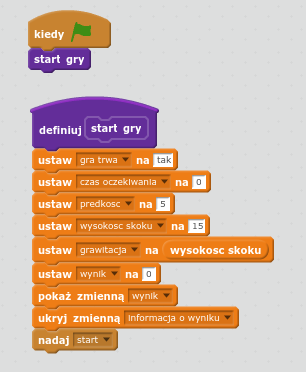 kiedy
start gry
definiuj start gry
ustaw gra trwa na tak
ustaw czas oczekiwania na 0
ustaw predkosc na 5
ustaw wysokosc skoku na 15
ustaw grawitacja na wysokosc skoku
ustaw wynik na 0
pokaż zmienną wynik
ukryj zmienną informacja o wyniku
nadaj start